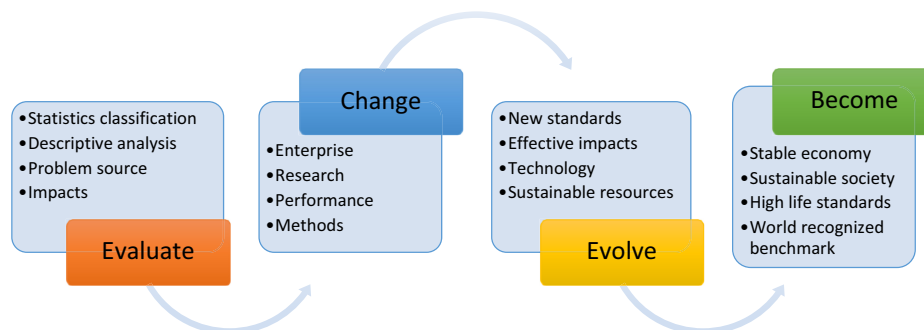 •Statistics classification
•Descriptive analysis
•Problem source
•Impacts
Evaluate
Change
•Enterprise
•Research
•Performance
•Methods
•New standards
•Effective impacts
•Technology
•Sustainable resources
Evolve
Become
•Stable economy
•Sustainable society
•High life standards
•World recognized
benchmark